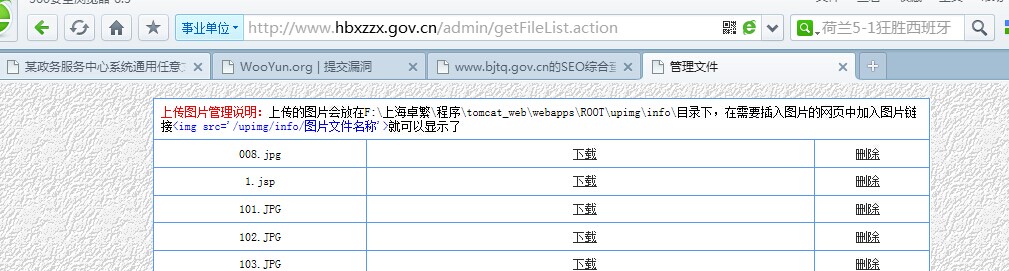 360安全浏览器 6.3
事业单位 http://www.hbxzzx.gov.cn/admin/getFileList.action
荷兰5-1狂胜西班牙
某政务服务中心系统通用任意文
WooYun.org | 提交漏洞
www.bjtq.gov.cn的SEO综合查
管理文件
上传图片管理说明：上传的图片会放在F:\上海卓繁\程序\tomcat_web\webapps\ROOT\upimg\info\目录下，在需要插入图片的网页中加入图片链
接<img src='/upimg/info/图片文件名称'>就可以显示了
008.jpg 下载 删除
1.jsp 下载 删除
101.JPG 下载 删除
102.JPG 下载 删除
103.JPG 下载 删除